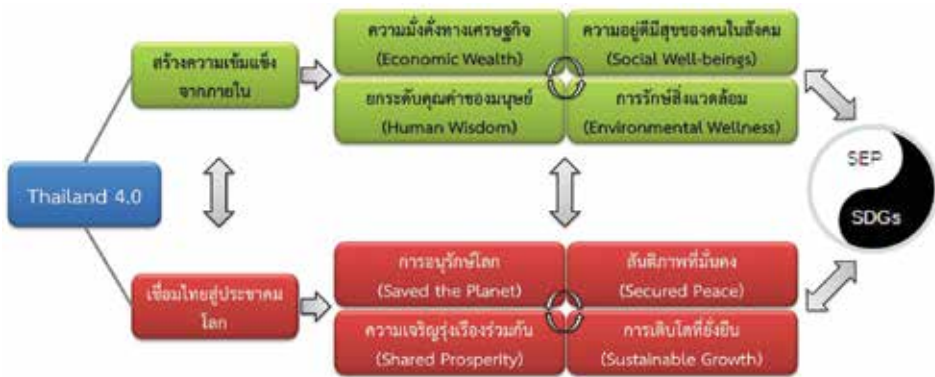 Thailand 4.0
สร้างความเข้มแข็ง
จากภายใน
ความมั่งคั่งทางเศรษฐกิจ
(Economic Wealth)
ความอยู่ดีมีสุขของคนในสังคม
(Social Well-beings)
ยกระดับคุณค่าของมนุษย์
(Human Wisdom)
การรักษ์สิ่งแวดล้อม
(Environmental Wellness)
เชื่อมไทยสู่ประชาคม
โลก
การอนุรักษ์โลก
(Saved the Planet)
สันติภาพที่มั่นคง
(Secured Peace)
ความเจริญรุ่งเรืองร่วมกัน
(Shared Prosperity)
การเติบโตที่ยั่งยืน
(Sustainable Growth)
SEP
SDGs